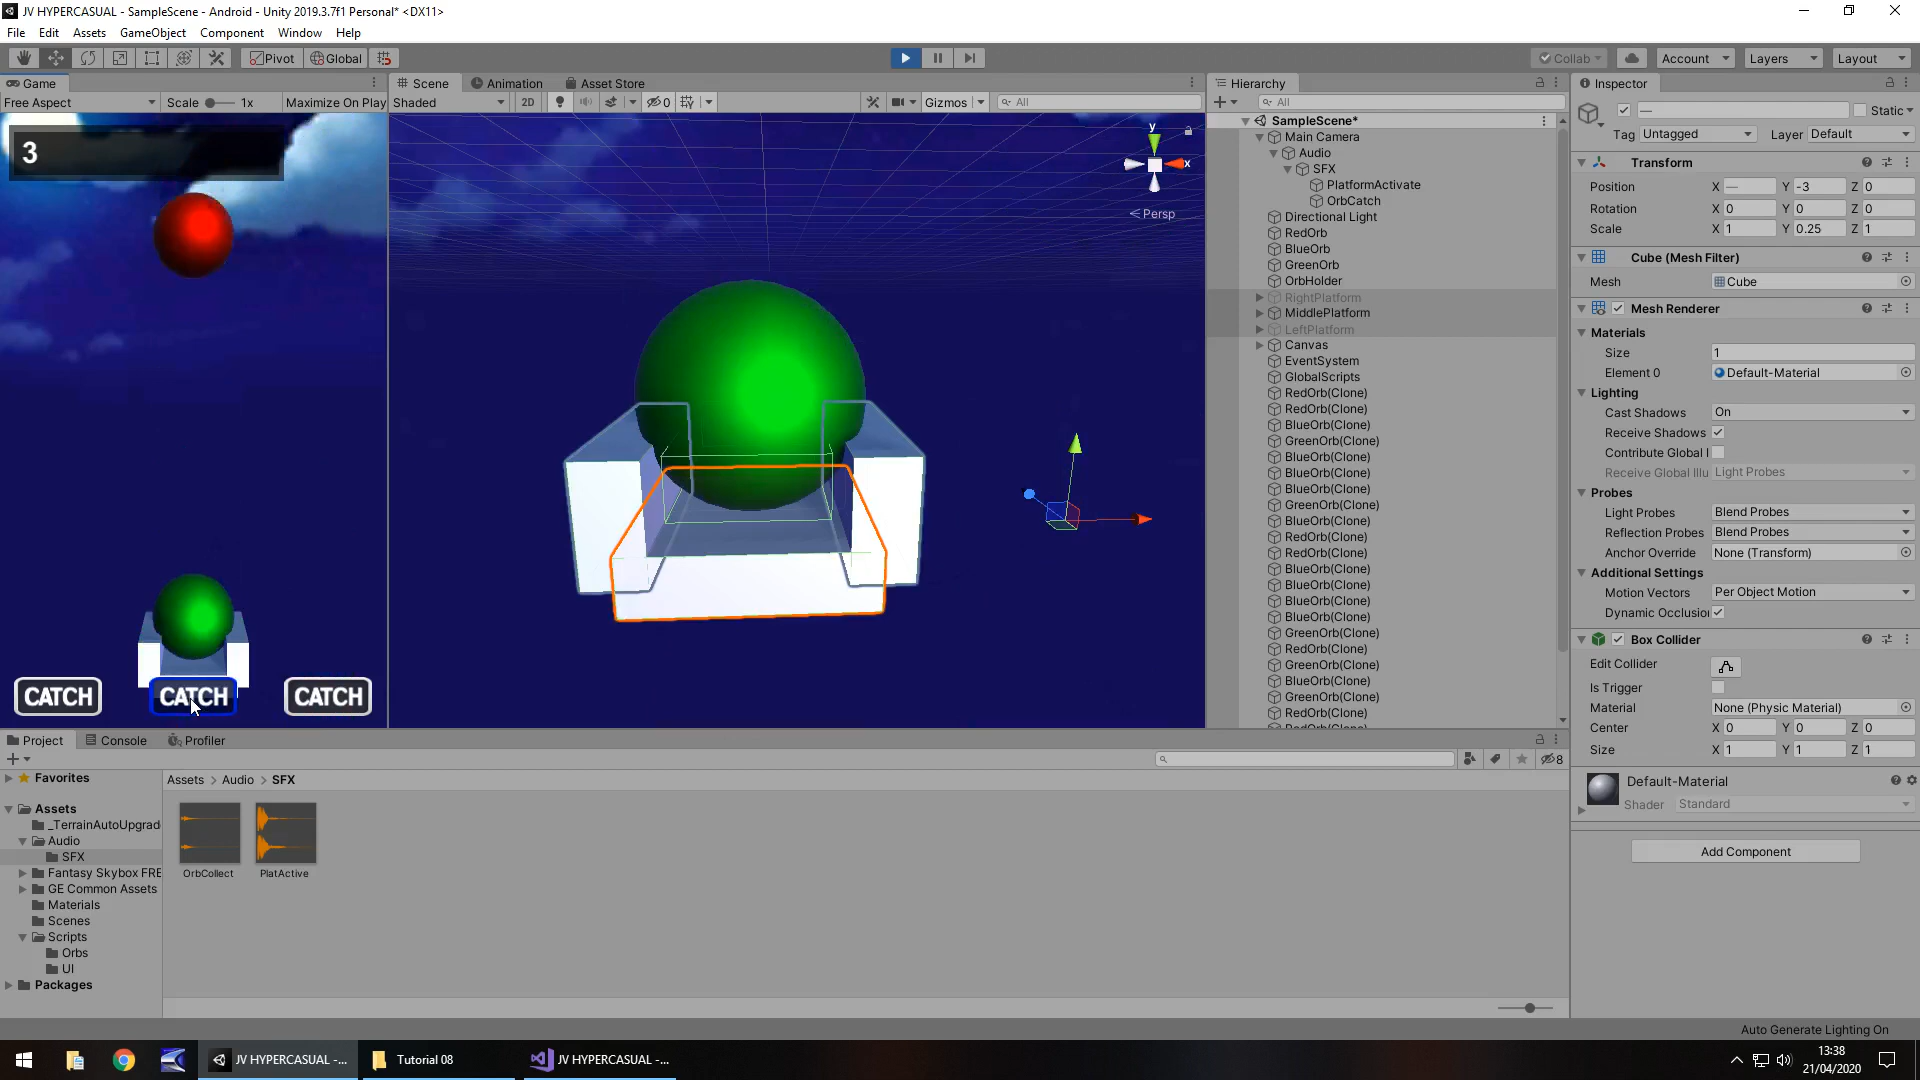 JV HYPERCASUAL - SampleScene - Android - Unity 2019.3.7f1 Personal* <DX11>
File Edit Assets GameObject Component Window Help
Pivot Global Collab Account Layers Layout
Game Scene Animation Asset Store Hierarchy Inspector
Free Aspect Scale 1x Maximize On Play Shaded 2D 0 Gizmos All All
3
CATCH CATCH CATCH
y
x
Persp
SampleScene*
Main Camera
Audio
SFX
PlatformActivate
OrbCatch
Directional Light
RedOrb
BlueOrb
GreenOrb
OrbHolder
RightPlatform
MiddlePlatform
LeftPlatform
Canvas
EventSystem
GlobalScripts
RedOrb(Clone)
RedOrb(Clone)
BlueOrb(Clone)
GreenOrb(Clone)
BlueOrb(Clone)
BlueOrb(Clone)
BlueOrb(Clone)
GreenOrb(Clone)
BlueOrb(Clone)
RedOrb(Clone)
RedOrb(Clone)
BlueOrb(Clone)
BlueOrb(Clone)
BlueOrb(Clone)
BlueOrb(Clone)
GreenOrb(Clone)
RedOrb(Clone)
GreenOrb(Clone)
BlueOrb(Clone)
GreenOrb(Clone)
RedOrb(Clone)
RedOrb(Clone)
— Static
Tag Untagged Layer Default
Transform
Position X — Y -3 Z 0
Rotation X 0 Y 0 Z 0
Scale X 1 Y 0.25 Z 1
Cube (Mesh Filter)
Mesh Cube
Mesh Renderer
Materials
Size 1
Element 0 Default-Material
Lighting
Cast Shadows On
Receive Shadows
Contribute Global I
Receive Global Illu Light Probes
Probes
Light Probes Blend Probes
Reflection Probes Blend Probes
Anchor Override None (Transform)
Additional Settings
Motion Vectors Per Object Motion
Dynamic Occlusio
Box Collider
Edit Collider
Is Trigger
Material None (Physic Material)
Center X 0 Y 0 Z 0
Size X 1 Y 1 Z 1
Default-Material
Shader Standard
Add Component
Project Console Profiler
8
Favorites
Assets
_TerrainAutoUpgrad
Audio
SFX
Fantasy Skybox FRE
GE Common Assets
Materials
Scenes
Scripts
Orbs
UI
Packages
Assets > Audio > SFX
OrbCollect PlatActive
Auto Generate Lighting On
JV HYPERCASUAL -... Tutorial 08 JV HYPERCASUAL -...
13:38
21/04/2020